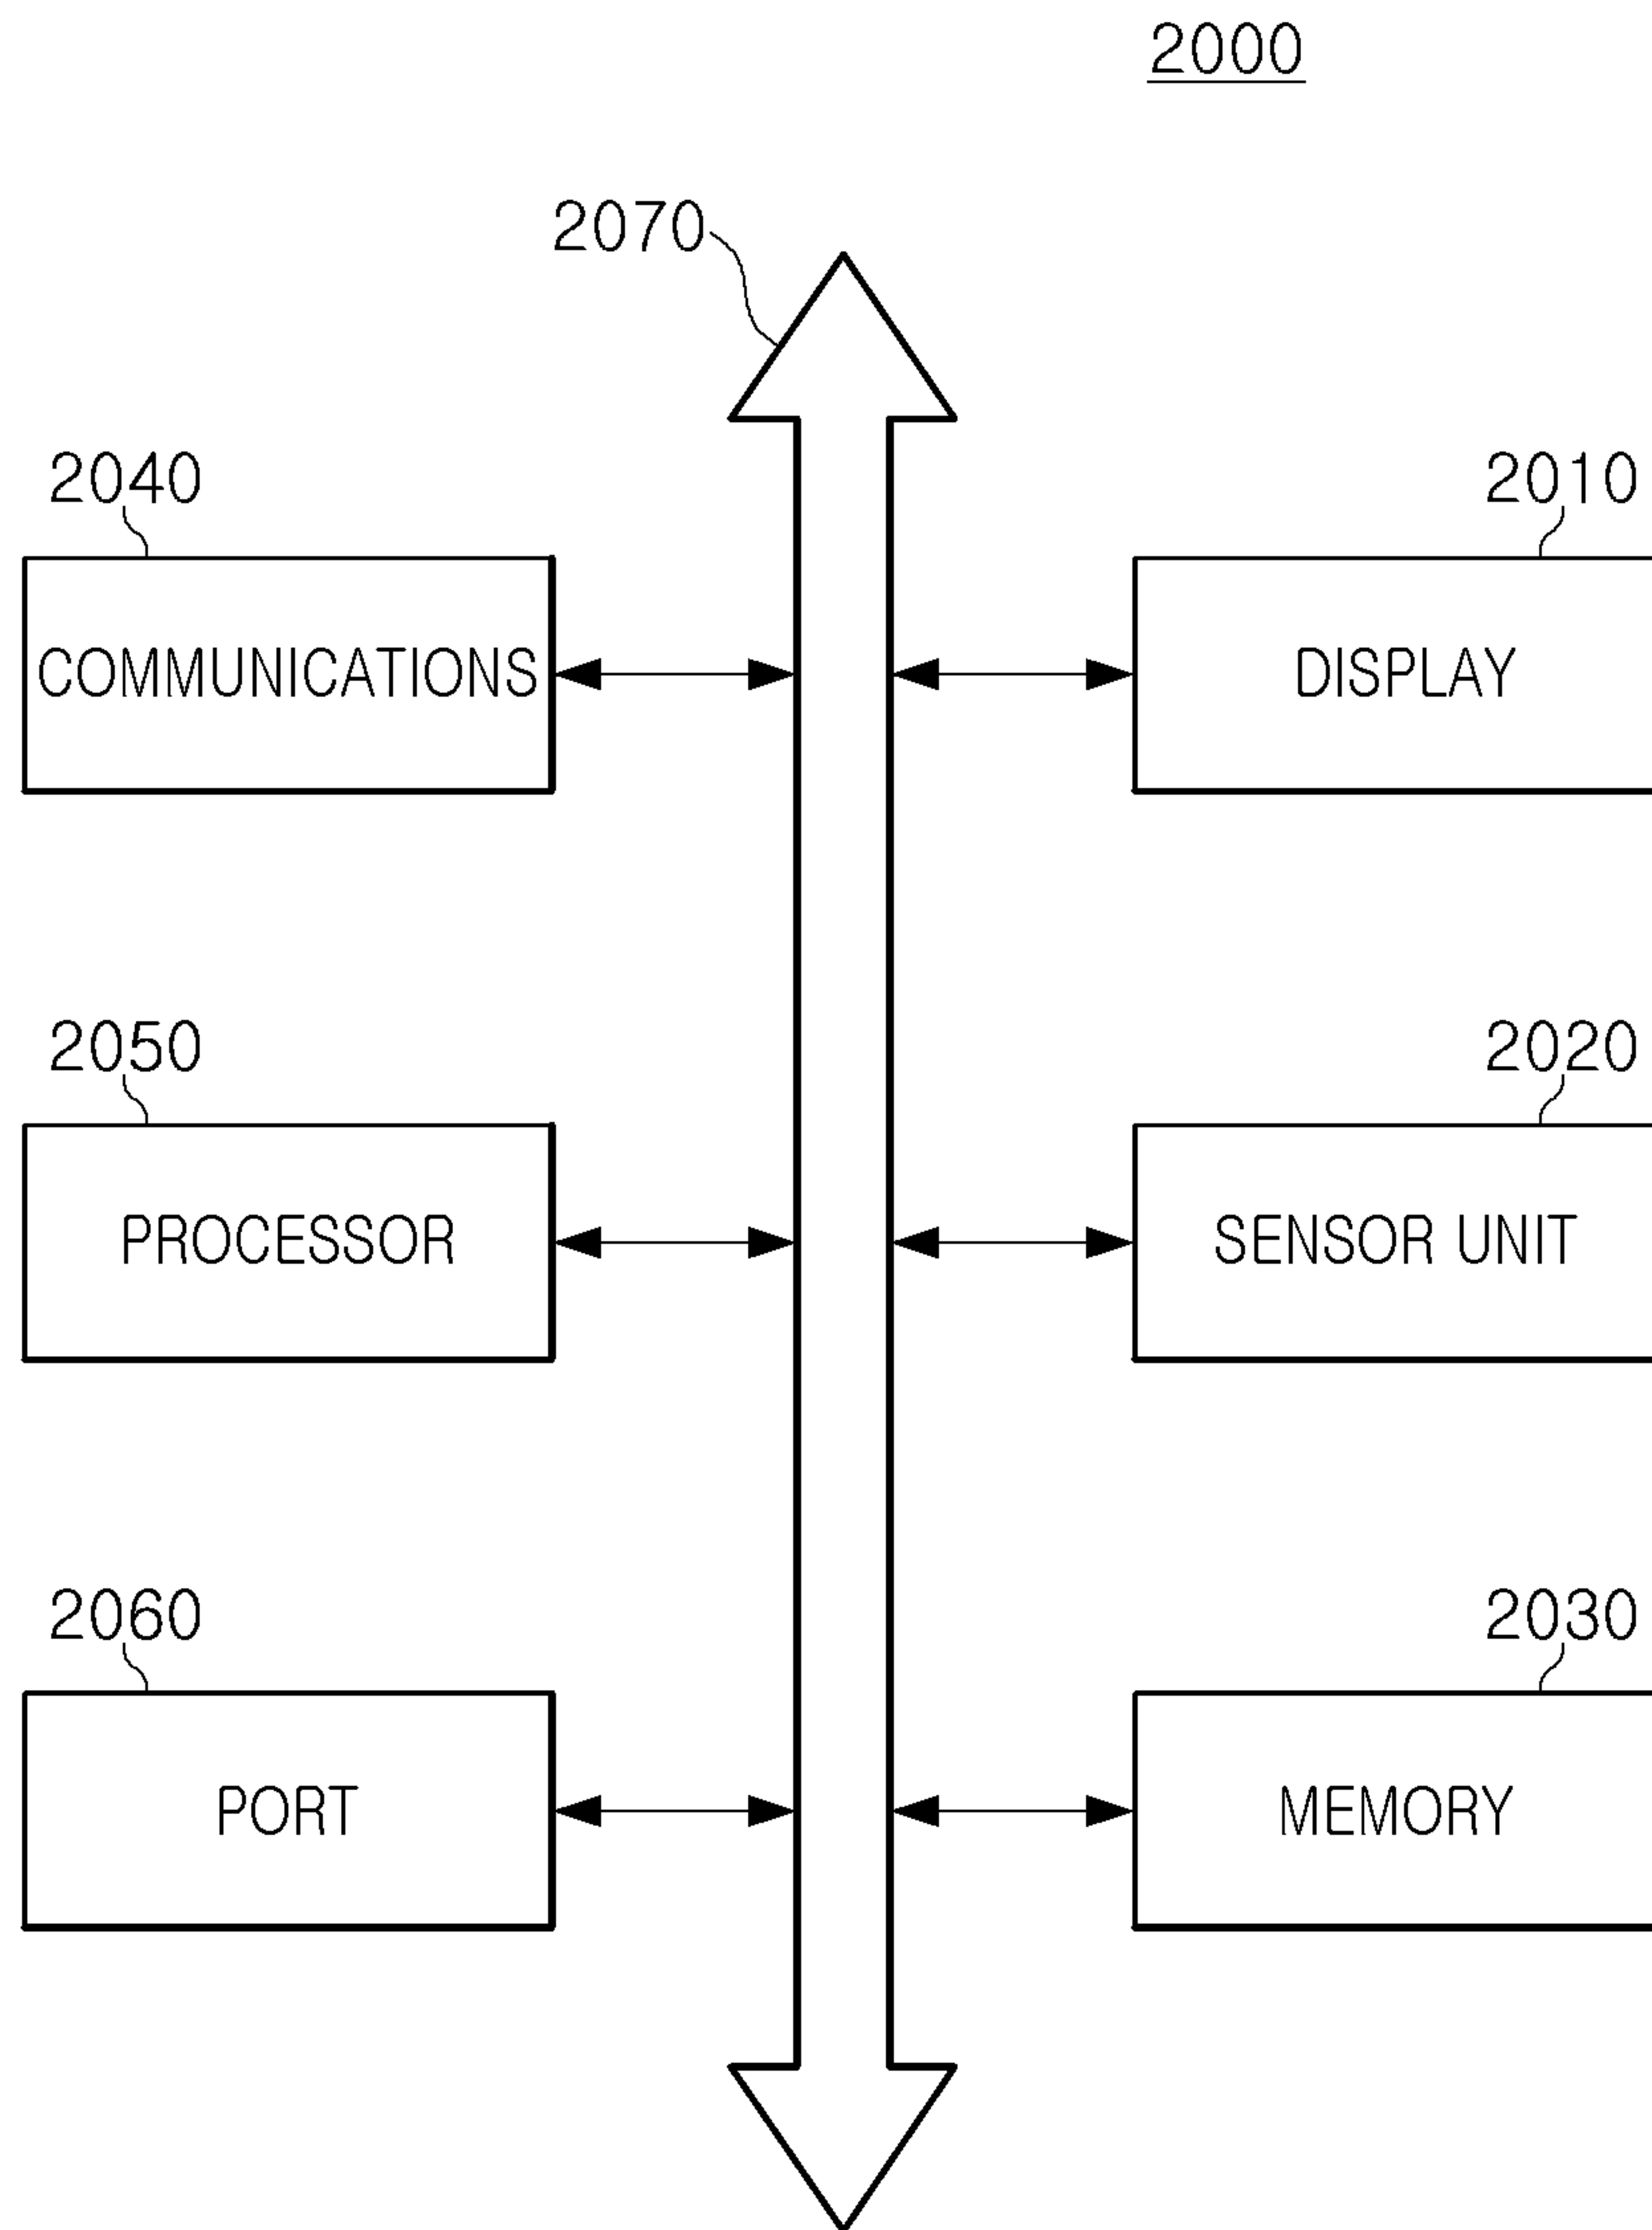 2000
2070
2040
2010
COMMUNICATIONS
DISPLAY
2050
2020
PROCESSOR
SENSOR UNIT
2060
2030
PORT
MEMORY